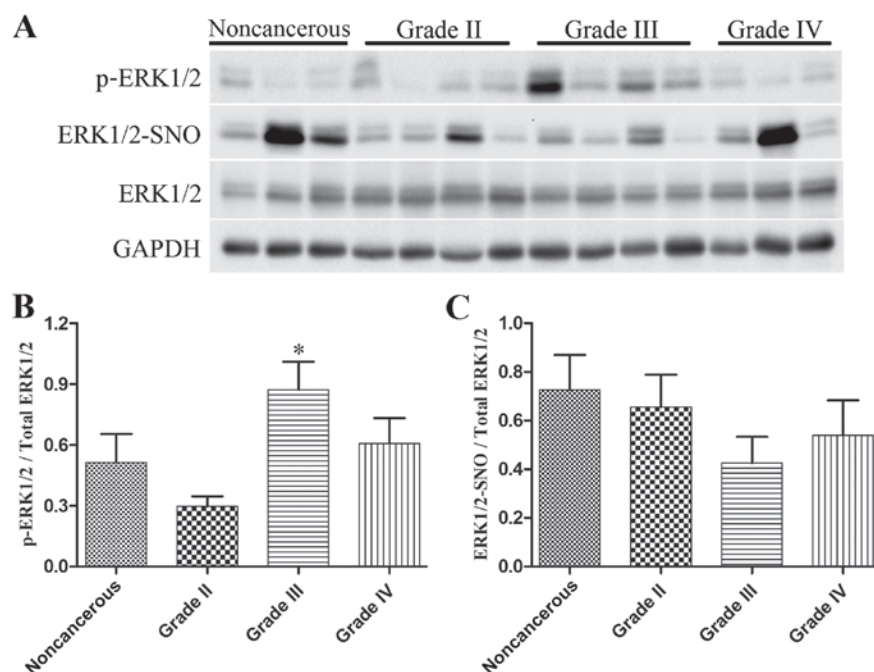 A
Noncancerous Grade II Grade III Grade IV
p-ERK1/2
ERK1/2-SNO
ERK1/2
GAPDH
B
p-ERK1/2 / Total ERK1/2
1.2
0.9
0.6
0.3
0.0
*
Noncancerous
Grade II
Grade III
Grade IV
C
ERK1/2-SNO / Total ERK1/2
1.0
0.8
0.6
0.4
0.2
0.0
Noncancerous
Grade II
Grade III
Grade IV